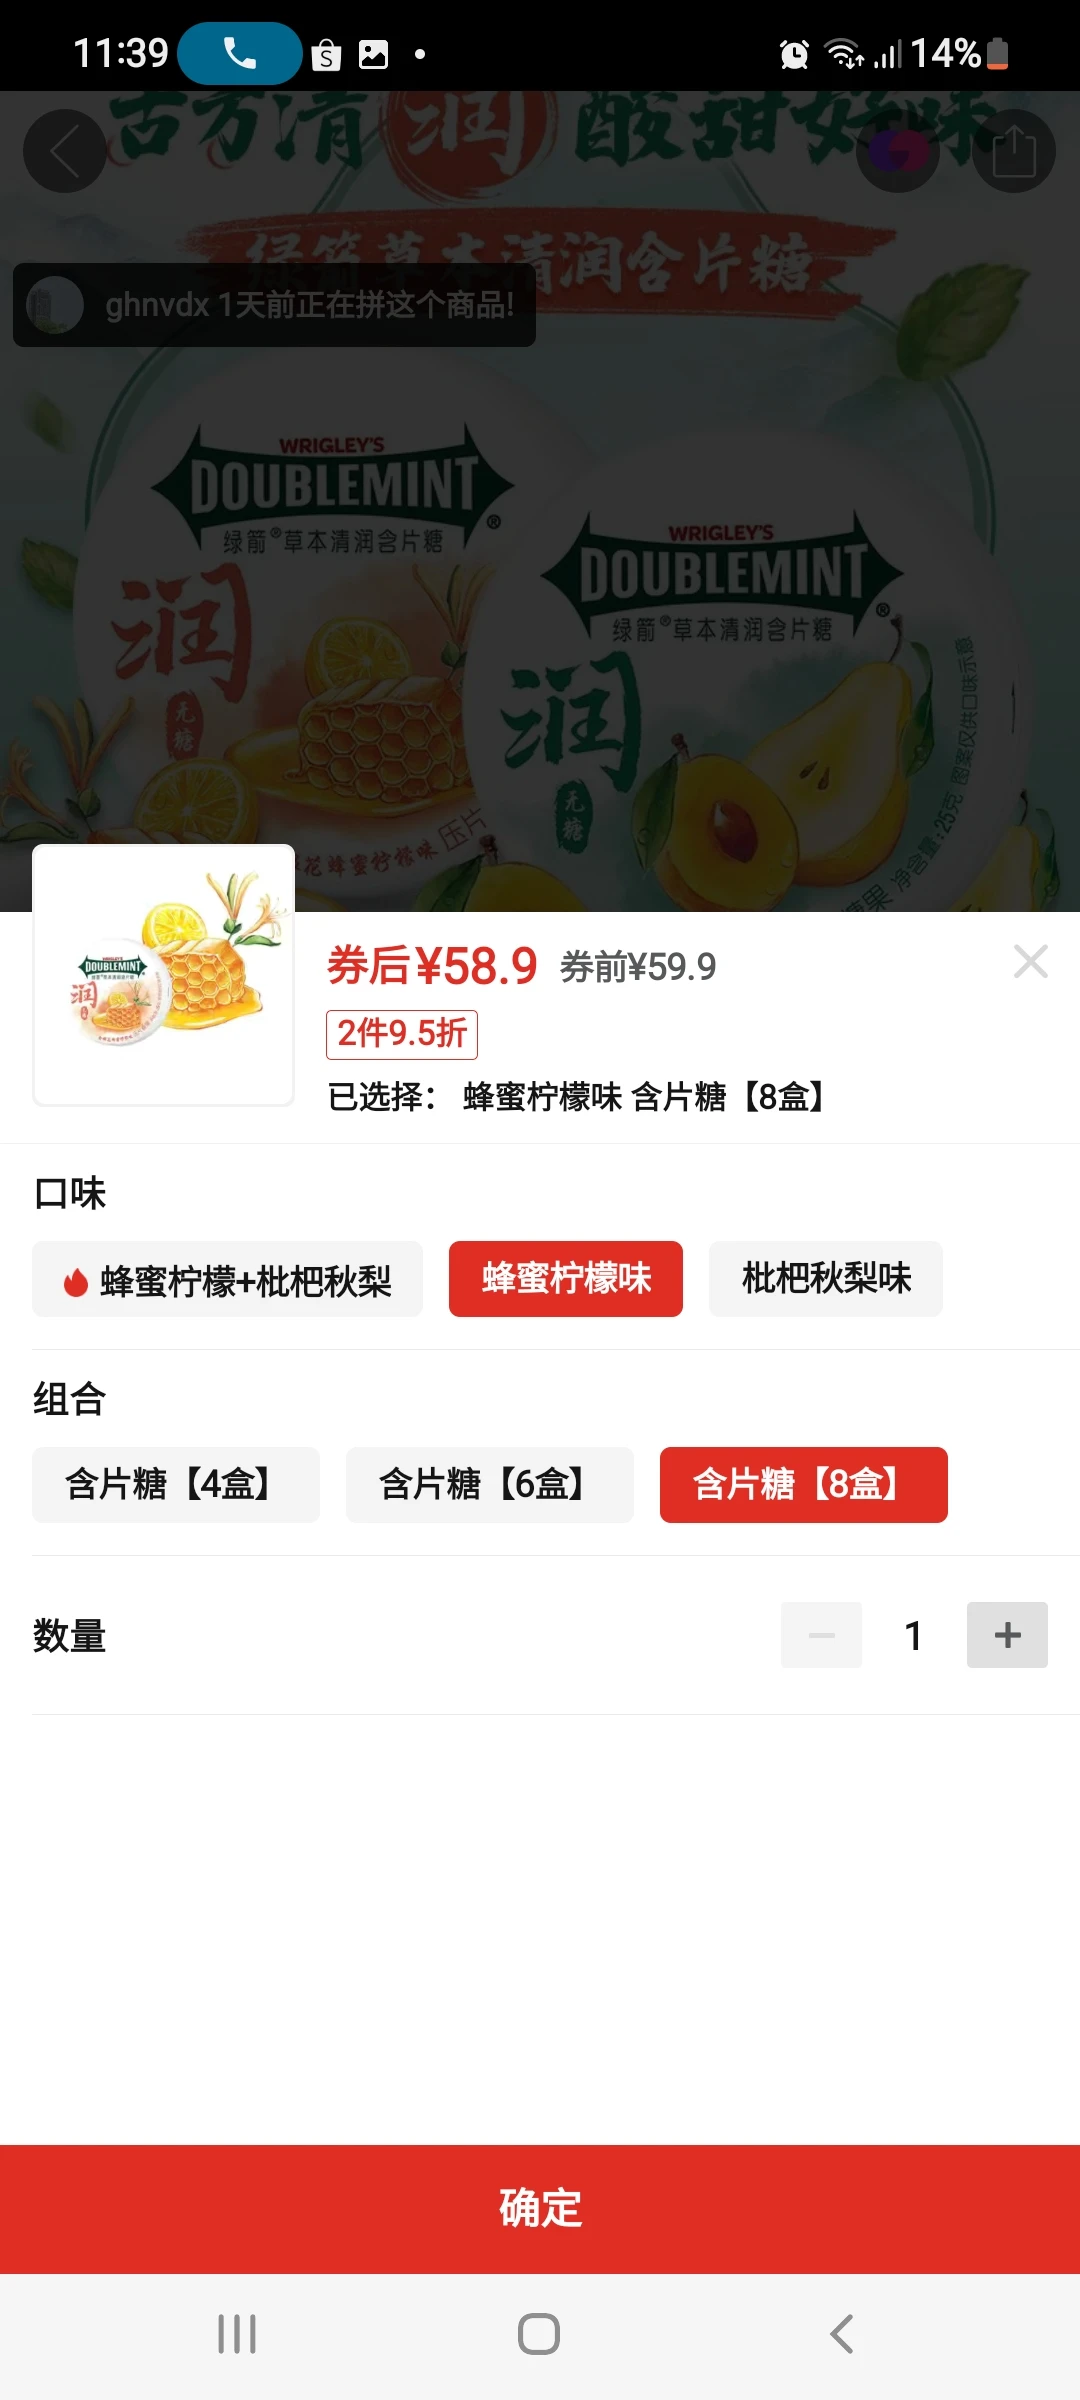 11:39
14%
古方清润 酸甜好味
绿箭草本清润含片糖
ghnvdx 1天前正在拼这个商品!
WRIGLEY'S
DOUBLEMINT
绿箭®草本清润含片糖
润
无糖
花蜂蜜柠檬味 压片
WRIGLEY'S
DOUBLEMINT
绿箭®草本清润含片糖
润
无糖
糖果 净含量:25克 图案仅供口味示意
DOUBLEMINT
润
券后¥58.9 券前¥59.9
2件9.5折
已选择： 蜂蜜柠檬味 含片糖【8盒】
口味
蜂蜜柠檬+枇杷秋梨 蜂蜜柠檬味 枇杷秋梨味
组合
含片糖【4盒】 含片糖【6盒】 含片糖【8盒】
数量 1
确定